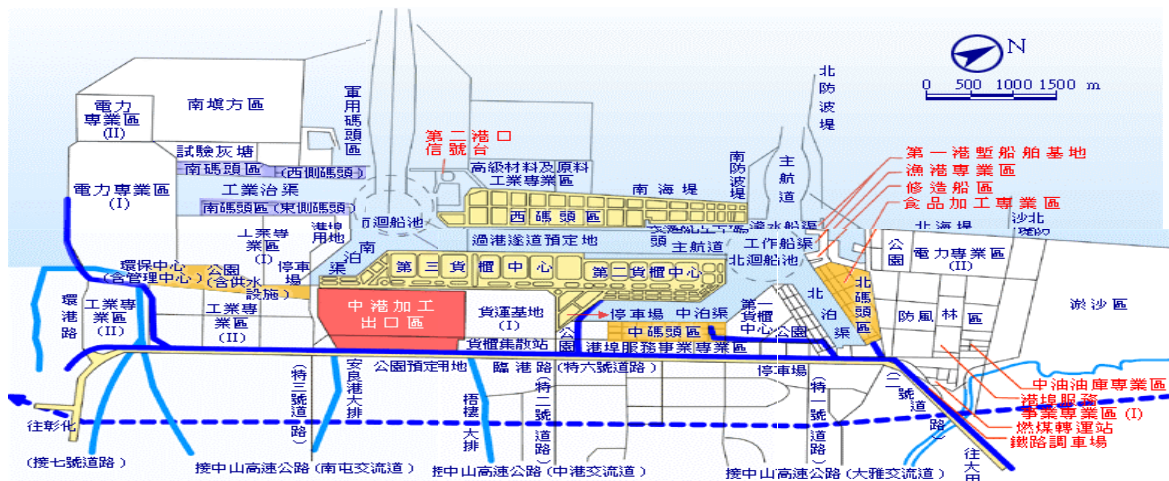 N
0 500 1000 1500 m
北防波堤
主航道
南防波堤
軍用碼頭區
南塡方區
電力
專業區
(II)
試驗灰塘
南碼頭區
(西側碼頭)
電力專業區
(I)
工業治渠
南碼頭區
(東側碼頭)
第二港口
信號台
高級材料及原料
工業專業區
南海堤
西碼頭區
第一港塹船舶基地
漁港專業區
修造船區
食品加工專業區
北海堤
港埠用地
工業專
業區
(I)
迴船池
南泊渠
過港遂道預定地
主航道
工作船渠
北迴船池
公園
電力專業區
(II)
淤沙區
環保中心
(含管理中心)
公園
(含供水
設施)
停車場
第三貨櫃中心
第二貨櫃中心
北碼頭區
北泊渠
防風林區
環港路
工業專
業區
(II)
工業專
業區
(II)
中港加工
出口區
貨運基地
(I)
貨櫃集散站
公園
停車場
中泊渠
中碼頭區
第一貨櫃
中心
公園
港埠服務事業專業區
公園預定用地
臨港路(特六號道路)
停車場
安良港大排
梧棲大排
(特三號道路)
(特二號道路)
(特一號道路)
中油油庫專業區
港埠服務
事業專業區(I)
燃煤轉運站
鐵路調車場
往彰化
(接七號道路)
接中山高速公路(南屯交流道)
接中山高速公路(中港交流道)
接中山高速公路(大雅交流道)